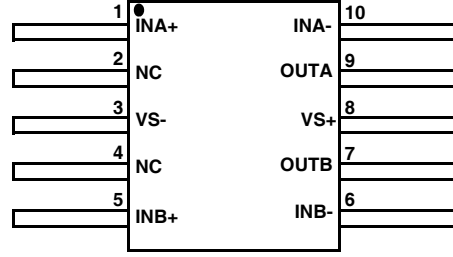 1 INA+ INA- 10
2 NC OUTA 9
3 VS- VS+ 8
4 NC OUTB 7
5 INB+ INB- 6